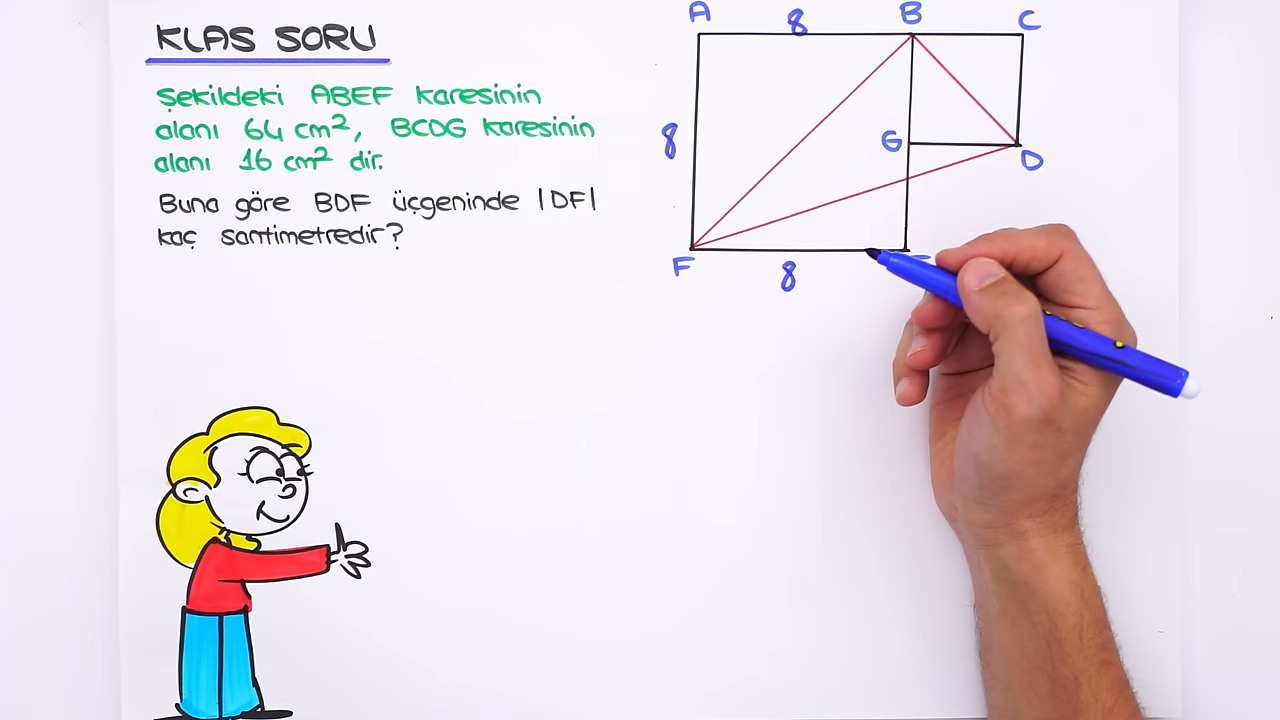 KLAS SORU
Şekildeki ABEF karesinin
alanı 64 cm², BCDG karesinin
alanı 16 cm² dir.
Buna göre BDF üçgeninde |DF|
kaç santimetredir?
A 8 B C
8 G D
F 8